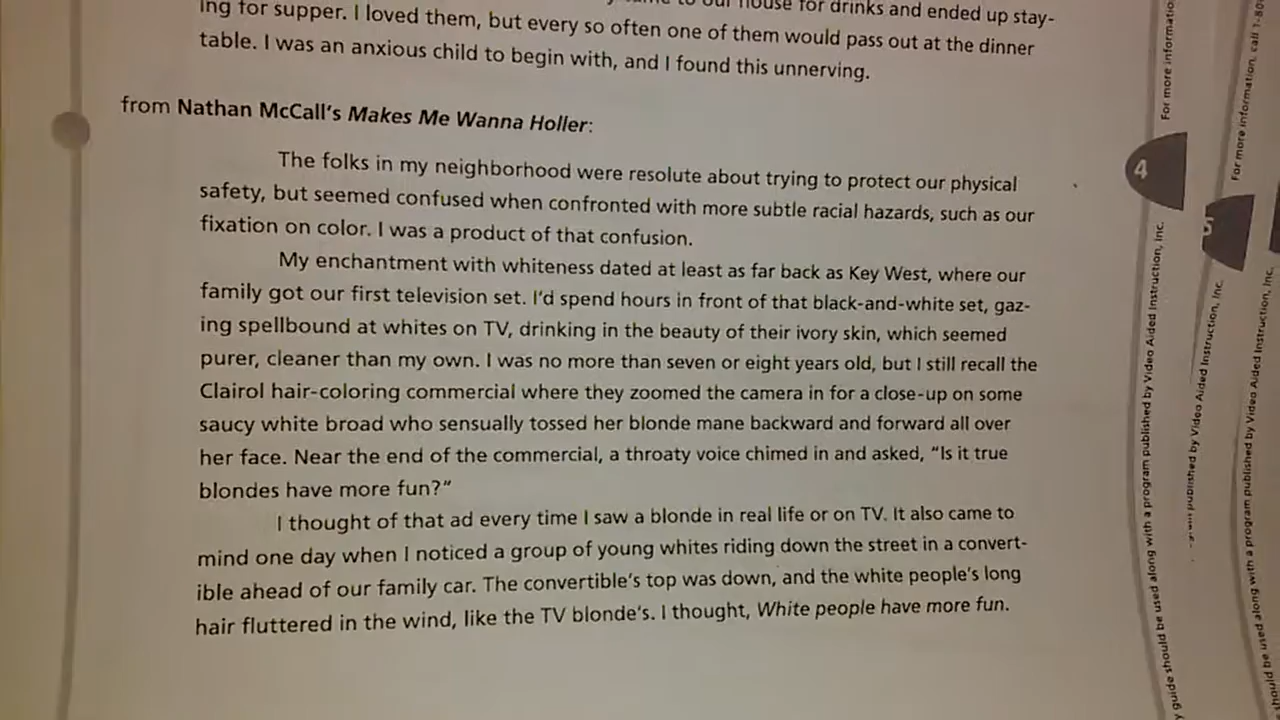 our house for drinks and ended up stay-
ing for supper. I loved them, but every so often one of them would pass out at the dinner
table. I was an anxious child to begin with, and I found this unnerving.
from Nathan McCall's Makes Me Wanna Holler:
The folks in my neighborhood were resolute about trying to protect our physical
safety, but seemed confused when confronted with more subtle racial hazards, such as our
fixation on color. I was a product of that confusion.
My enchantment with whiteness dated at least as far back as Key West, where our
family got our first television set. I'd spend hours in front of that black-and-white set, gaz-
ing spellbound at whites on TV, drinking in the beauty of their ivory skin, which seemed
purer, cleaner than my own. I was no more than seven or eight years old, but I still recall the
Clairol hair-coloring commercial where they zoomed the camera in for a close-up on some
saucy white broad who sensually tossed her blonde mane backward and forward all over
her face. Near the end of the commercial, a throaty voice chimed in and asked, "Is it true
blondes have more fun?"
I thought of that ad every time I saw a blonde in real life or on TV. It also came to
mind one day when I noticed a group of young whites riding down the street in a convert-
ible ahead of our family car. The convertible's top was down, and the white people's long
hair fluttered in the wind, like the TV blonde's. I thought, White people have more fun.
For more informatio
4
guide should be used along with a program published by Video Aided Instruction, Inc.
5
published by Video Aided Instruction, Inc.
For more information, call 1-80
should be used along with a program published by Video Aided Instruction, Inc.